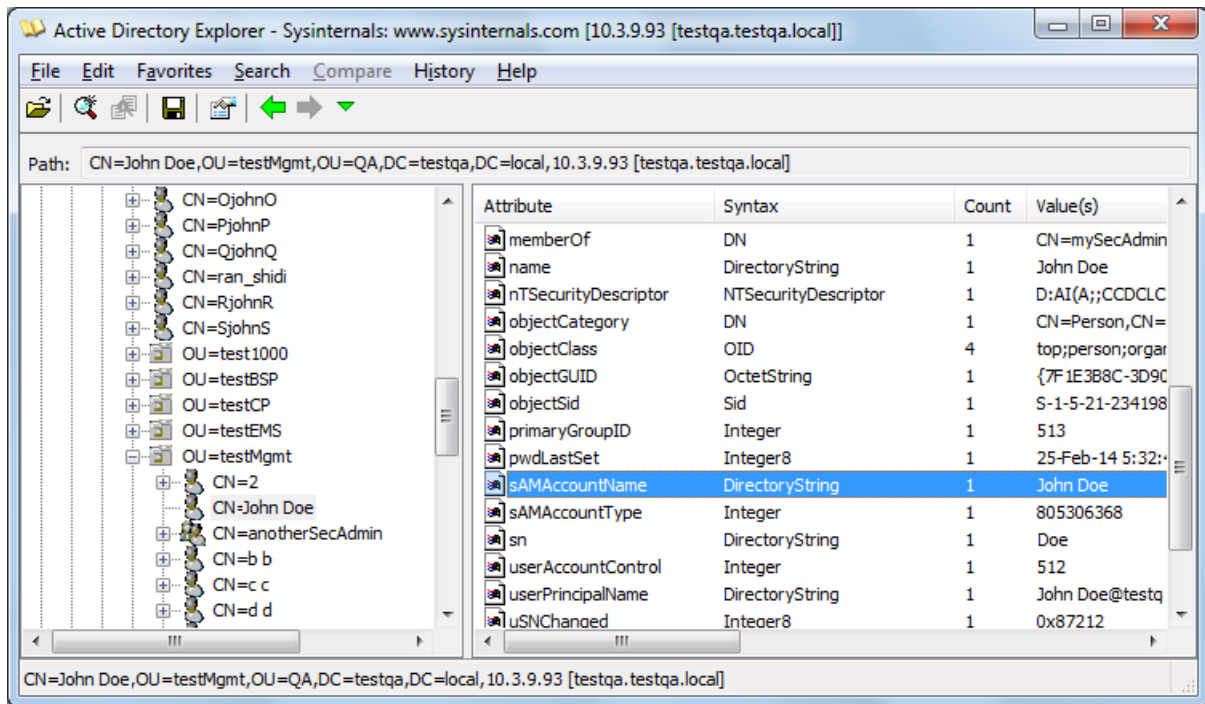 Active Directory Explorer - Sysinternals: www.sysinternals.com [10.3.9.93 [testqa.testqa.local]]
File Edit Favorites Search Compare History Help
Path: CN=John Doe,OU=testMgmt,OU=QA,DC=testqa,DC=local,10.3.9.93 [testqa.testqa.local]
CN=OjohnO
CN=PjohnP
CN=QjohnQ
CN=ran_shidi
CN=RjohnR
CN=SjohnS
OU=test1000
OU=testBSP
OU=testCP
OU=testEMS
OU=testMgmt
CN=2
CN=John Doe
CN=anotherSecAdmin
CN=b b
CN=c c
CN=d d
Attribute Syntax Count Value(s)
memberOf DN 1 CN=mySecAdmin
name DirectoryString 1 John Doe
nTSecurityDescriptor NTSecurityDescriptor 1 D:AI(A;;CCDCLC
objectCategory DN 1 CN=Person,CN=
objectClass OID 4 top;person;organ
objectGUID OctetString 1 {7F1E3B8C-3D90
objectSid Sid 1 S-1-5-21-234198
primaryGroupID Integer 1 513
pwdLastSet Integer8 1 25-Feb-14 5:32:4
sAMAccountName DirectoryString 1 John Doe
sAMAccountType Integer 1 805306368
sn DirectoryString 1 Doe
userAccountControl Integer 1 512
userPrincipalName DirectoryString 1 John Doe@testq
uSNChanged Integer8 1 0x87212
CN=John Doe,OU=testMgmt,OU=QA,DC=testqa,DC=local,10.3.9.93 [testqa.testqa.local]